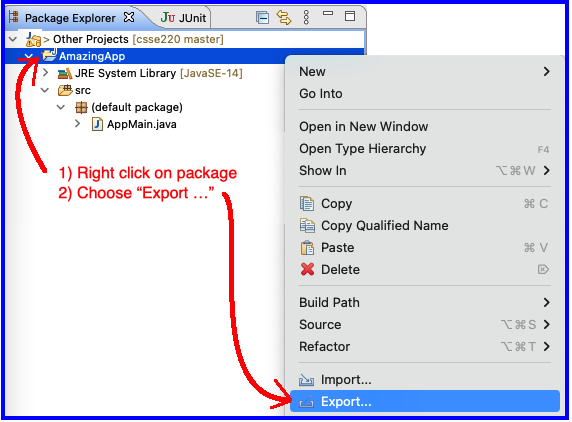 Package Explorer
JUnit
> Other Projects [csse220 master]
AmazingApp
JRE System Library [JavaSE-14]
src
(default package)
AppMain.java
1) Right click on package
2) Choose “Export …”
New
Go Into
Open in New Window
Open Type Hierarchy F4
Show In ⌥⌘W
Copy ⌘C
Copy Qualified Name
Paste ⌘V
Delete ⌦
Build Path
Source ⌥⌘S
Refactor ⌥⌘T
Import...
Export...